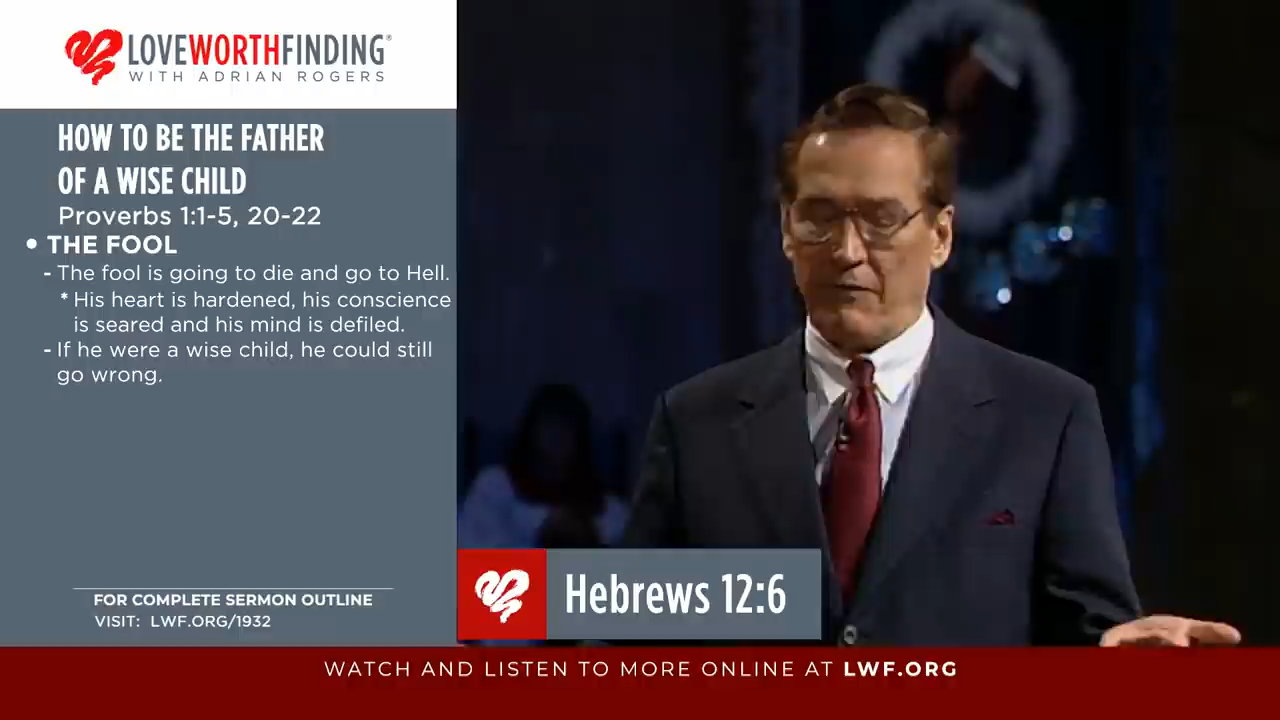 LOVEWORTHFINDING®
WITH ADRIAN ROGERS
HOW TO BE THE FATHER
OF A WISE CHILD
Proverbs 1:1-5, 20-22
• THE FOOL
- The fool is going to die and go to Hell.
* His heart is hardened, his conscience
is seared and his mind is defiled.
- If he were a wise child, he could still
go wrong.
FOR COMPLETE SERMON OUTLINE
VISIT: LWF.ORG/1932
Hebrews 12:6
WATCH AND LISTEN TO MORE ONLINE AT LWF.ORG